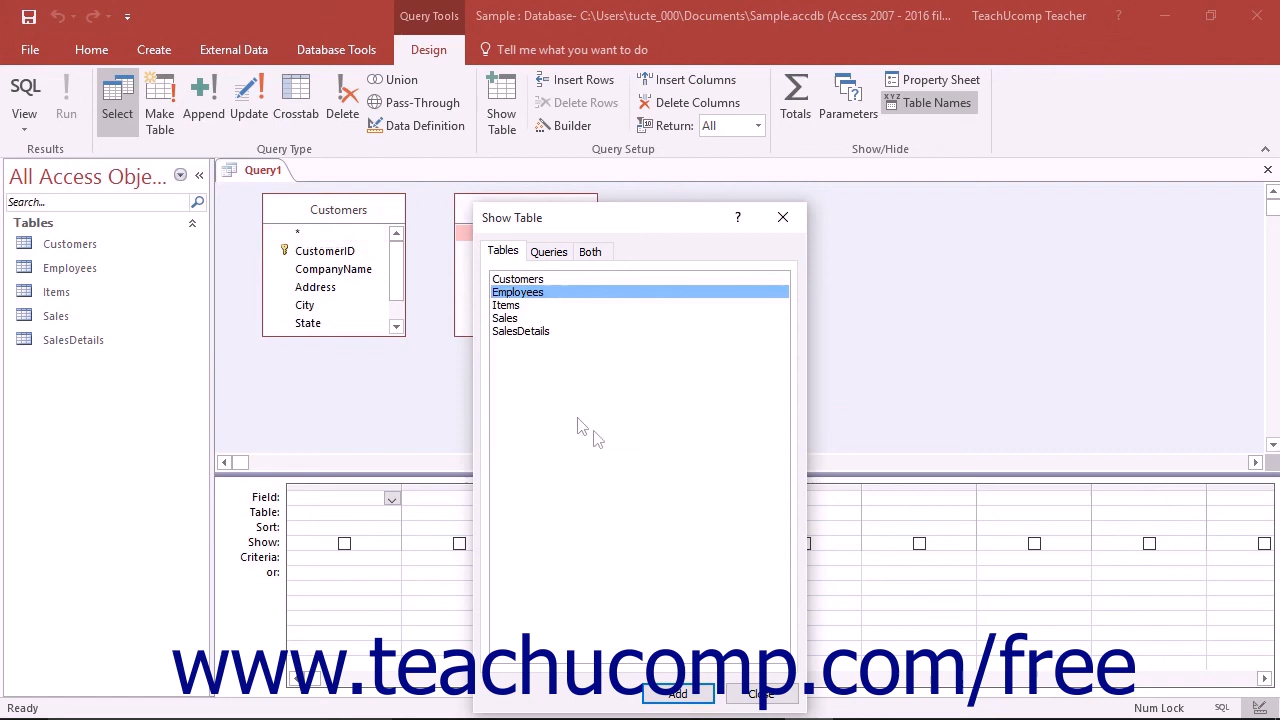 Query Tools
Sample : Database- C:\Users\tucte_000\Documents\Sample.accdb (Access 2007 - 2016 fil...
TeachUcomp Teacher
?
File
Home
Create
External Data
Database Tools
Design
Tell me what you want to do
SQL
View
Run
Results
Select
Make Table
Append
Update
Crosstab
Delete
Union
Pass-Through
Data Definition
Query Type
Show Table
Insert Rows
Delete Rows
Builder
Insert Columns
Delete Columns
Return: All
Query Setup
Totals
Parameters
Property Sheet
XYZ Table Names
Show/Hide
All Access Obje...
Search...
Tables
Customers
Employees
Items
Sales
SalesDetails
Query1
Customers
*
CustomerID
CompanyName
Address
City
State
Show Table
?
Tables
Queries
Both
Customers
Employees
Items
Sales
SalesDetails
Add
Close
Field:
Table:
Sort:
Show:
Criteria:
or:
www.teachucomp.com/free
Ready
Num Lock
SQL